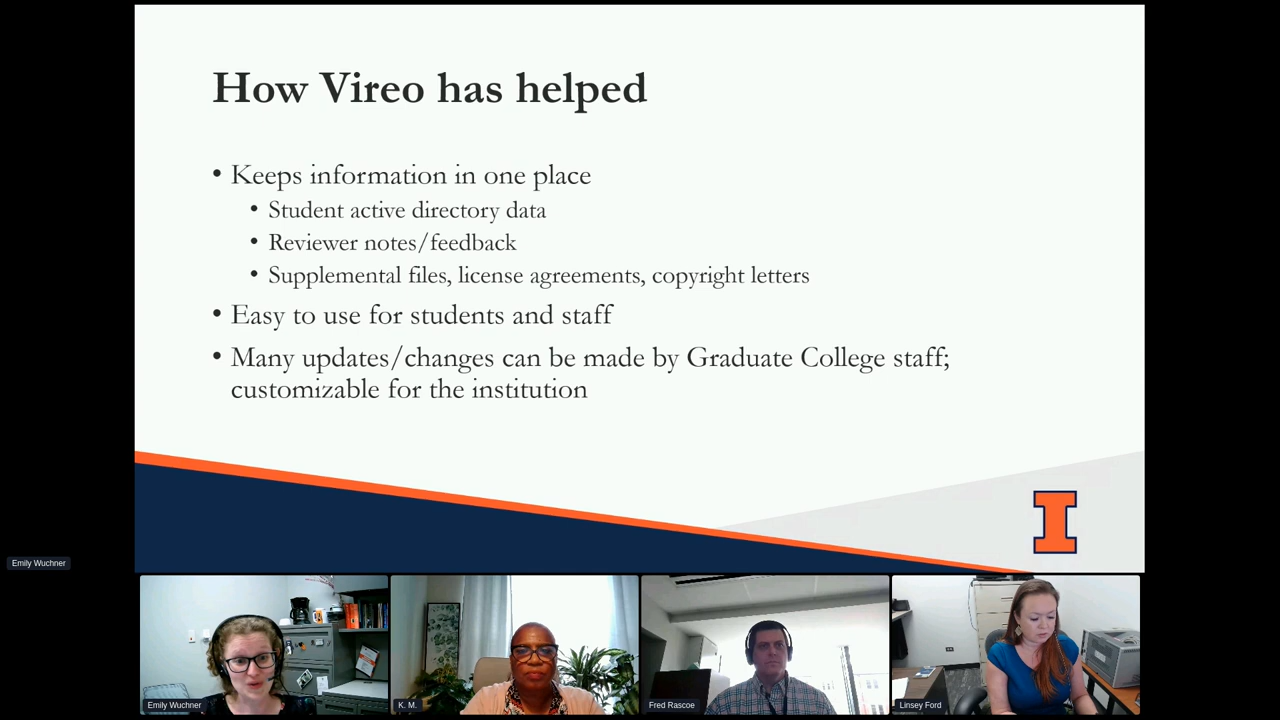 How Vireo has helped
• Keeps information in one place
• Student active directory data
• Reviewer notes/feedback
• Supplemental files, license agreements, copyright letters
• Easy to use for students and staff
• Many updates/changes can be made by Graduate College staff;
customizable for the institution
I
Emily Wuchner
Emily Wuchner
K. M.
Fred Rascoe
Linsey Ford